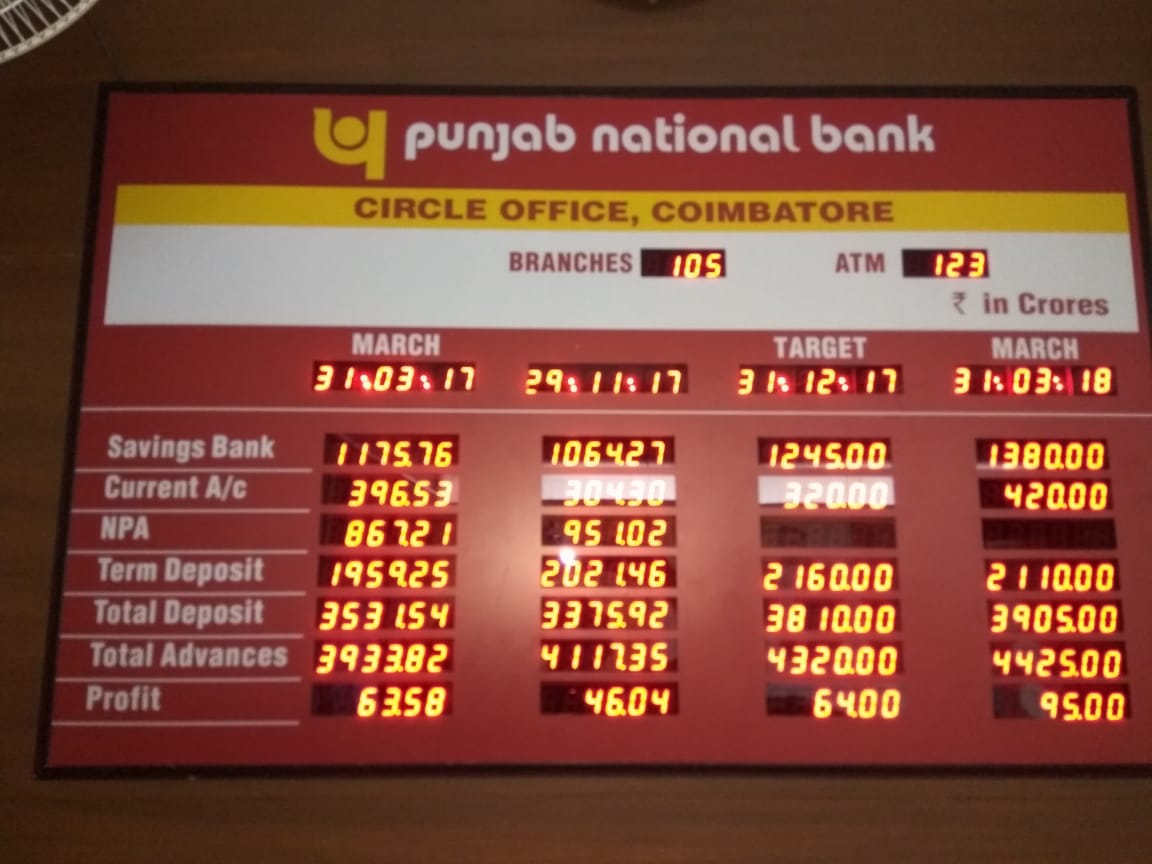 punjab national bank
CIRCLE OFFICE, COIMBATORE
BRANCHES 105 ATM 123
₹ in Crores
MARCH TARGET MARCH
31:03:17 29:11:17 31:12:17 31:03:18
Savings Bank 1175.76 1064.27 1245.00 1380.00
Current A/c 396.53 304.30 320.00 420.00
NPA 867.21 951.02
Term Deposit 1959.25 2021.46 2160.00 2110.00
Total Deposit 3531.54 3375.92 3810.00 3905.00
Total Advances 3933.82 4117.35 4320.00 4425.00
Profit 63.58 46.04 64.00 95.00